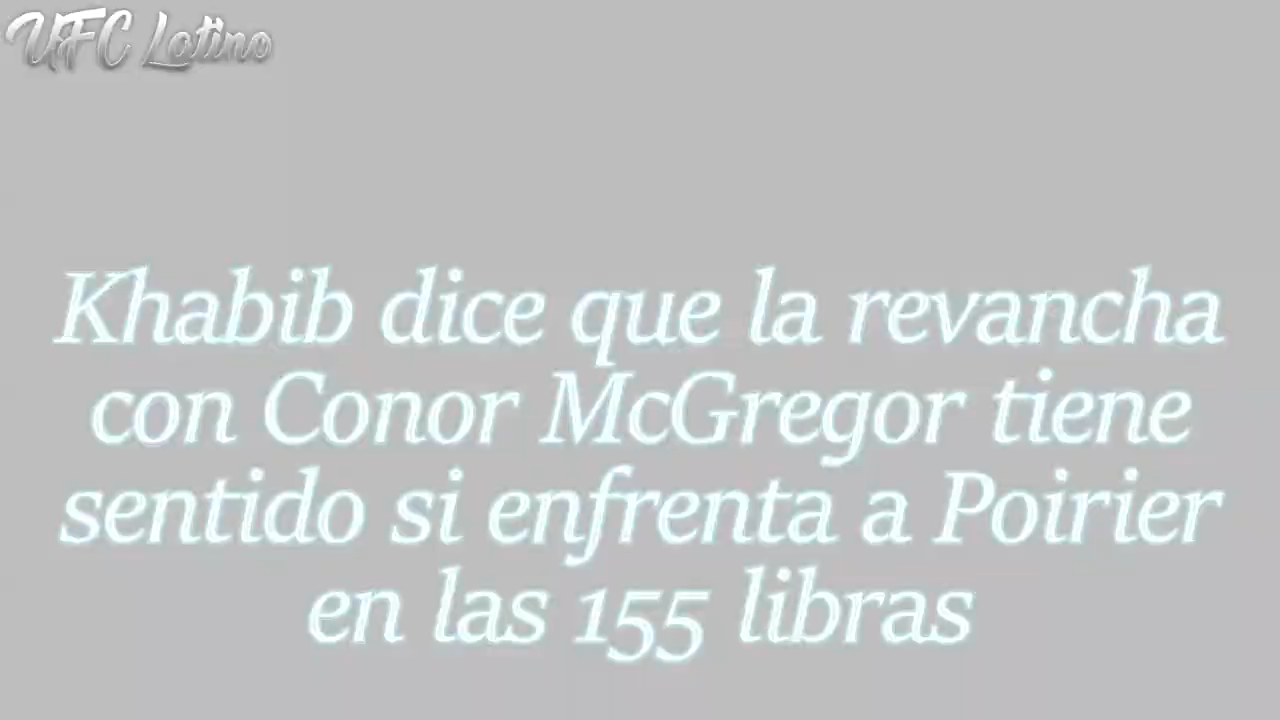 UFC Latino
Khabib dice que la revancha
con Conor McGregor tiene
sentido si enfrenta a Poirier
en las 155 libras